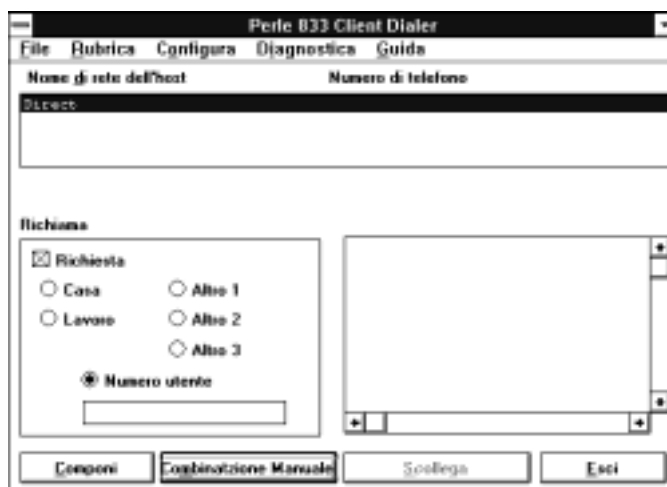 Perle 833 Client Dialer
File Rubrica Configura Diagnostica Guida
Nome di rete dell'host Numero di telefono
Direct
Richiama
Richiesta
Casa Altro 1
Lavoro Altro 2
Altro 3
Numero utente
Componi Combinatzione Manuale Scollega Esci